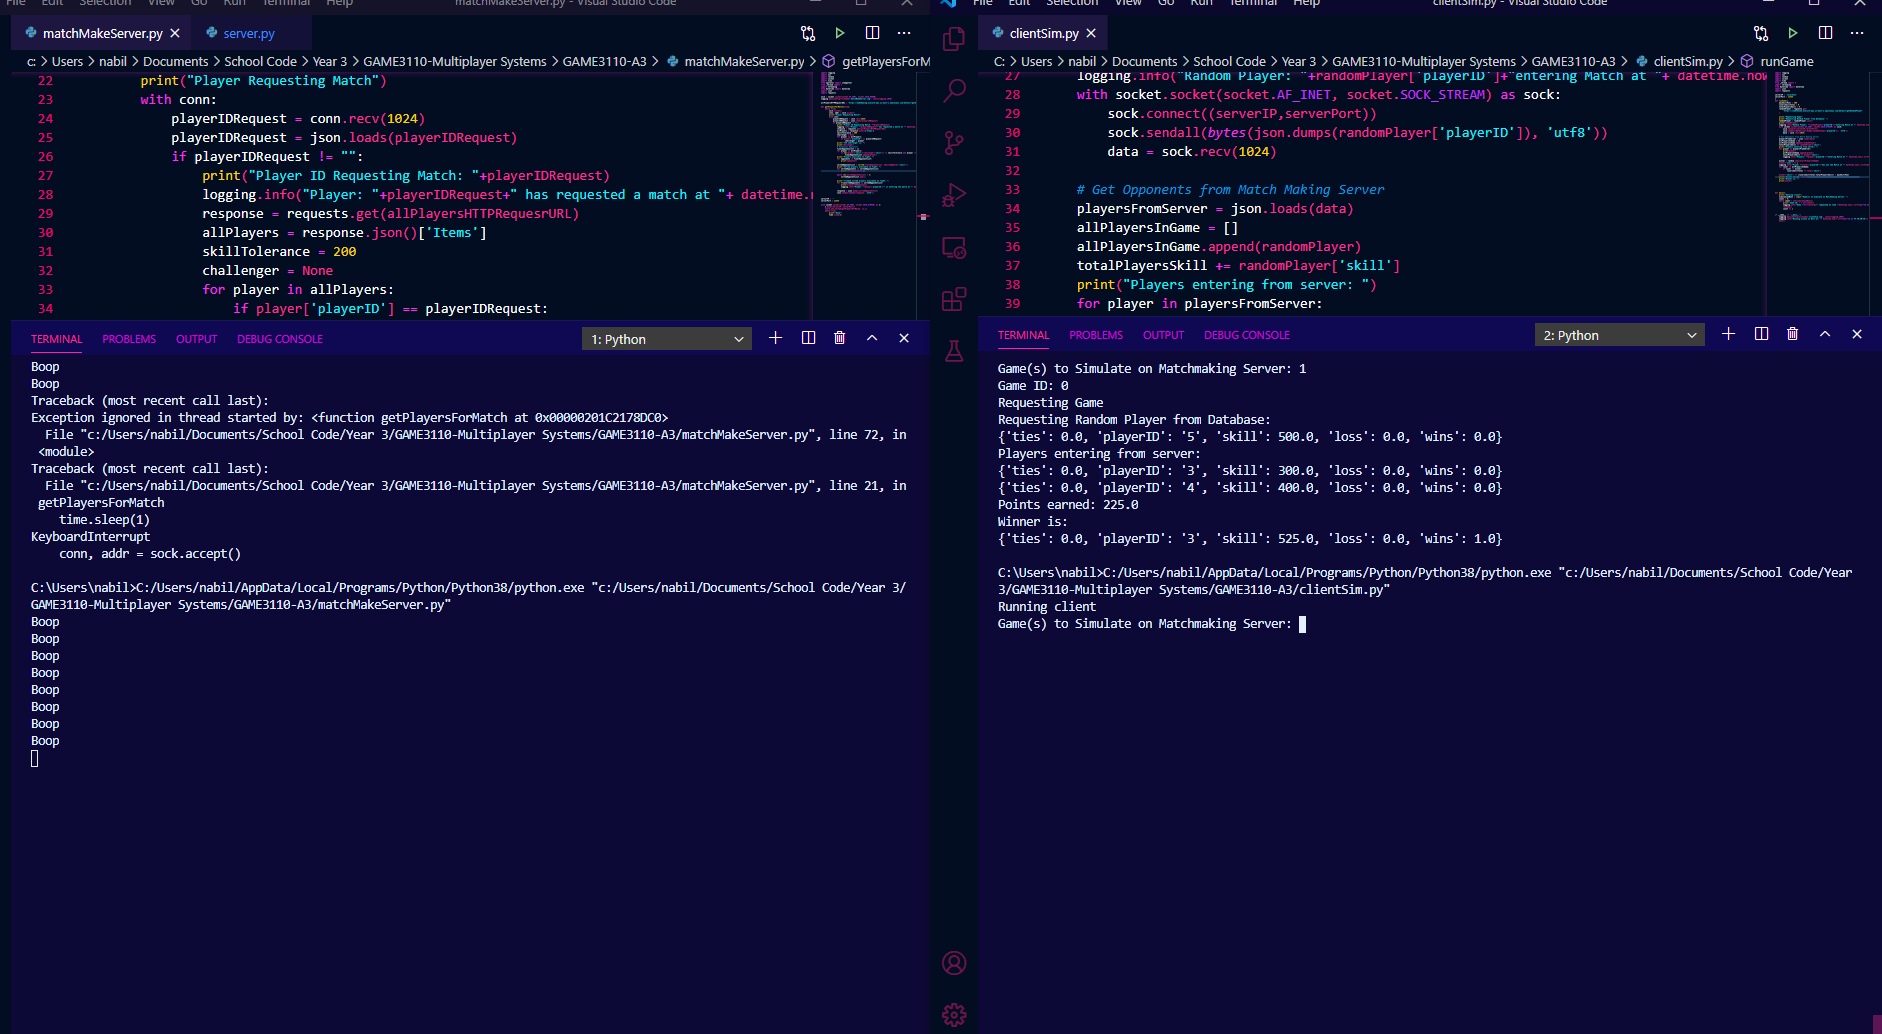 File Edit Selection View Go Run Terminal Help matchMakeServer.py - Visual Studio Code
matchMakeServer.py server.py
c: > Users > nabil > Documents > School Code > Year 3 > GAME3110-Multiplayer Systems > GAME3110-A3 > matchMakeServer.py > getPlayersForM
22 print("Player Requesting Match")
23 with conn:
24 playerIDRequest = conn.recv(1024)
25 playerIDRequest = json.loads(playerIDRequest)
26 if playerIDRequest != "":
27 print("Player ID Requesting Match: "+playerIDRequest)
28 logging.info("Player: "+playerIDRequest+" has requested a match at "+ datetime.
29 response = requests.get(allPlayersHTTPRequesrURL)
30 allPlayers = response.json()['Items']
31 skillTolerance = 200
32 challenger = None
33 for player in allPlayers:
34 if player['playerID'] == playerIDRequest:
TERMINAL PROBLEMS OUTPUT DEBUG CONSOLE 1: Python
Boop
Boop
Traceback (most recent call last):
Exception ignored in thread started by: <function getPlayersForMatch at 0x00000201C2178DC0>
File "c:/Users/nabil/Documents/School Code/Year 3/GAME3110-Multiplayer Systems/GAME3110-A3/matchMakeServer.py", line 72, in
<module>
Traceback (most recent call last):
File "c:/Users/nabil/Documents/School Code/Year 3/GAME3110-Multiplayer Systems/GAME3110-A3/matchMakeServer.py", line 21, in
getPlayersForMatch
time.sleep(1)
KeyboardInterrupt
conn, addr = sock.accept()
C:\Users\nabil>C:/Users/nabil/AppData/Local/Programs/Python/Python38/python.exe "c:/Users/nabil/Documents/School Code/Year 3/
GAME3110-Multiplayer Systems/GAME3110-A3/matchMakeServer.py"
Boop
Boop
Boop
Boop
Boop
Boop
Boop
Boop
File Edit Selection View Go Run Terminal Help clientSim.py - Visual Studio Code
clientSim.py
C: > Users > nabil > Documents > School Code > Year 3 > GAME3110-Multiplayer Systems > GAME3110-A3 > clientSim.py > runGame
27 logging.info("Random Player: "+randomPlayer['playerID']+"entering Match at "+ datetime.now
28 with socket.socket(socket.AF_INET, socket.SOCK_STREAM) as sock:
29 sock.connect((serverIP,serverPort))
30 sock.sendall(bytes(json.dumps(randomPlayer['playerID']), 'utf8'))
31 data = sock.recv(1024)
32
33 # Get Opponents from Match Making Server
34 playersFromServer = json.loads(data)
35 allPlayersInGame = []
36 allPlayersInGame.append(randomPlayer)
37 totalPlayersSkill += randomPlayer['skill']
38 print("Players entering from server: ")
39 for player in playersFromServer:
TERMINAL PROBLEMS OUTPUT DEBUG CONSOLE 2: Python
Game(s) to Simulate on Matchmaking Server: 1
Game ID: 0
Requesting Game
Requesting Random Player from Database:
{'ties': 0.0, 'playerID': '5', 'skill': 500.0, 'loss': 0.0, 'wins': 0.0}
Players entering from server:
{'ties': 0.0, 'playerID': '3', 'skill': 300.0, 'loss': 0.0, 'wins': 0.0}
{'ties': 0.0, 'playerID': '4', 'skill': 400.0, 'loss': 0.0, 'wins': 0.0}
Points earned: 225.0
Winner is:
{'ties': 0.0, 'playerID': '3', 'skill': 525.0, 'loss': 0.0, 'wins': 1.0}
C:\Users\nabil>C:/Users/nabil/AppData/Local/Programs/Python/Python38/python.exe "c:/Users/nabil/Documents/School Code/Year
3/GAME3110-Multiplayer Systems/GAME3110-A3/clientSim.py"
Running client
Game(s) to Simulate on Matchmaking Server: